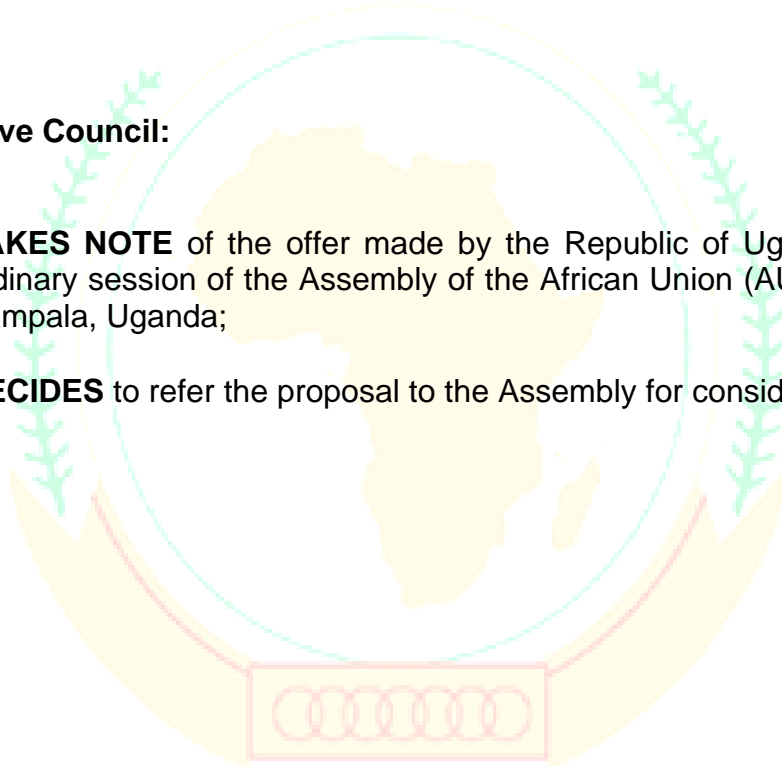 ve Council:
AKES NOTE of the offer made by the Republic of Ug
dinary session of the Assembly of the African Union (AU
mpala, Uganda;
ECIDES to refer the proposal to the Assembly for consid